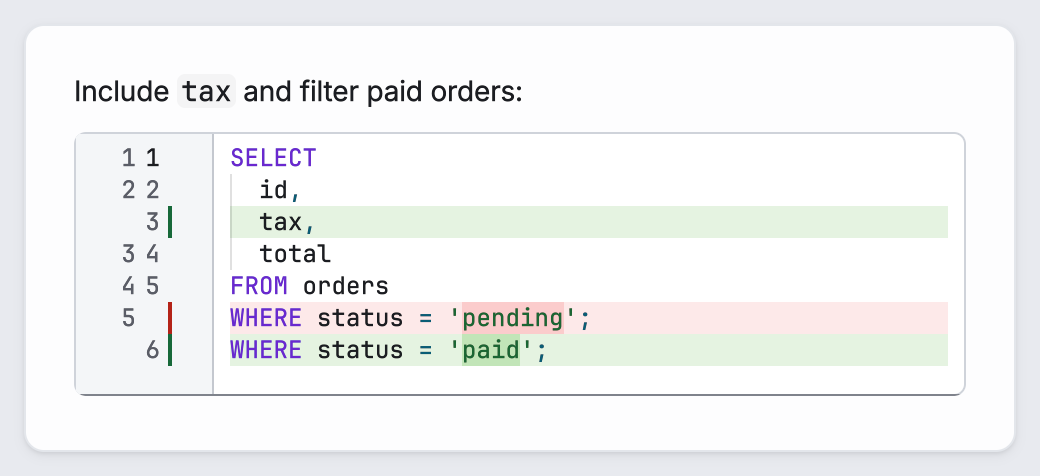 Include tax and filter paid orders:
1 1 SELECT
2 2 id,
3 tax,
3 4 total
4 5 FROM orders
5 WHERE status = 'pending';
6 WHERE status = 'paid';